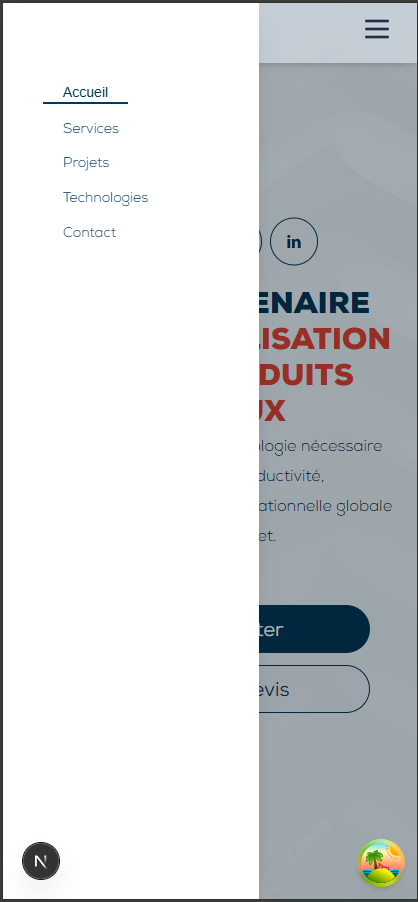 Accueil
Services
Projets
Technologies
Contact
in
ENAIRE
LISATION
DUITS
UX
ologie nécessaire
ductivité,
ationnelle globale
et.
ter
evis
N